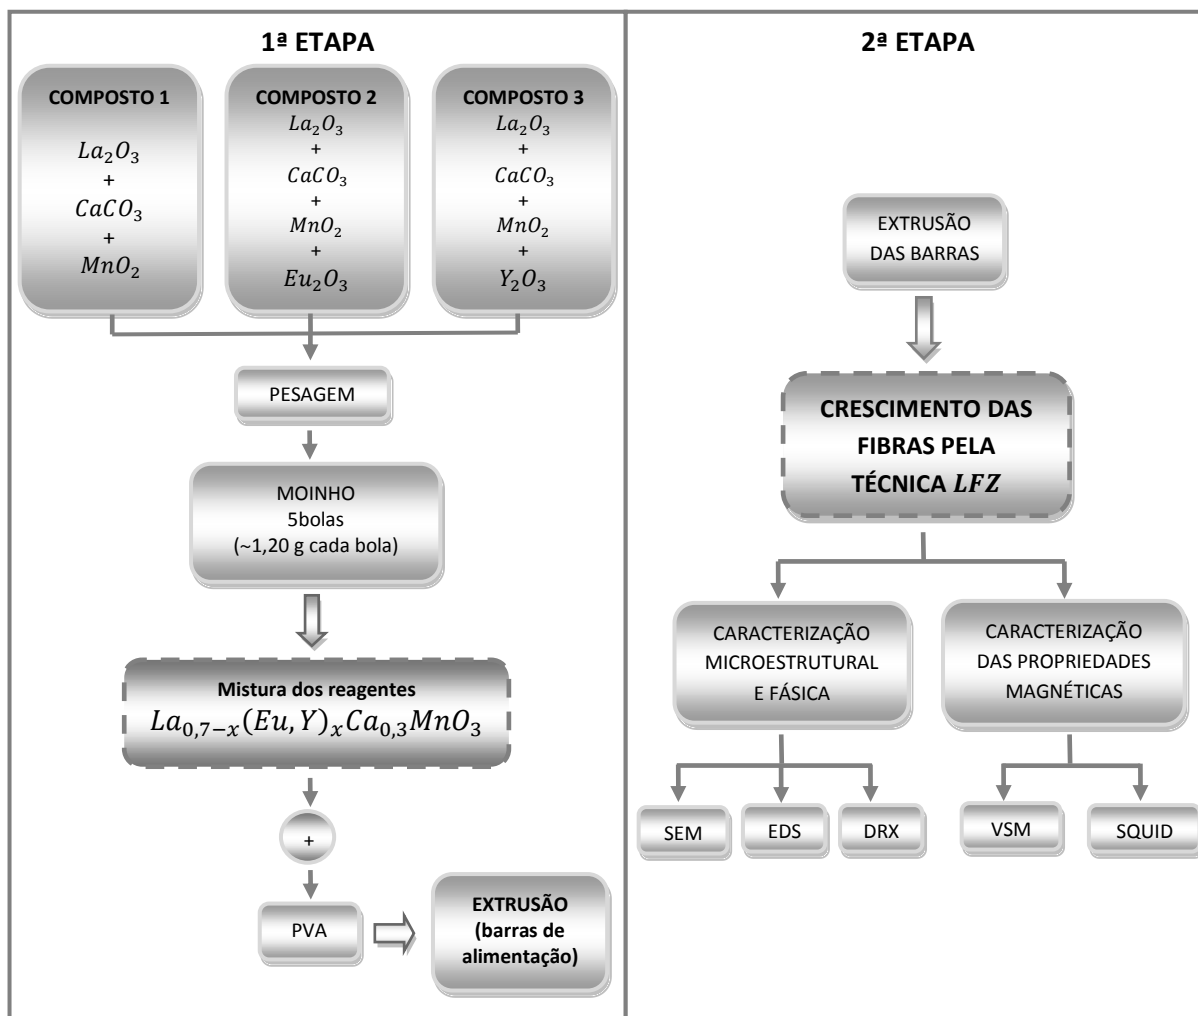 1ª ETAPA
COMPOSTO 1
La₂O₃
+
CaCO₃
+
MnO₂
COMPOSTO 2
La₂O₃
+
CaCO₃
+
MnO₂
+
Eu₂O₃
COMPOSTO 3
La₂O₃
+
CaCO₃
+
MnO₂
+
Y₂O₃
PESAGEM
MOINHO
5bolas
(~1,20 g cada bola)
Mistura dos reagentes
La₀,₇₋ₓ(Eu, Y)ₓCa₀,₃MnO₃
+
PVA
EXTRUSÃO
(barras de
alimentação)
2ª ETAPA
EXTRUSÃO
DAS BARRAS
CRESCIMENTO DAS
FIBRAS PELA
TÉCNICA LFZ
CARACTERIZAÇÃO
MICROESTRUTURAL
E FÁSICA
CARACTERIZAÇÃO
DAS PROPRIEDADES
MAGNÉTICAS
SEM
EDS
DRX
VSM
SQUID